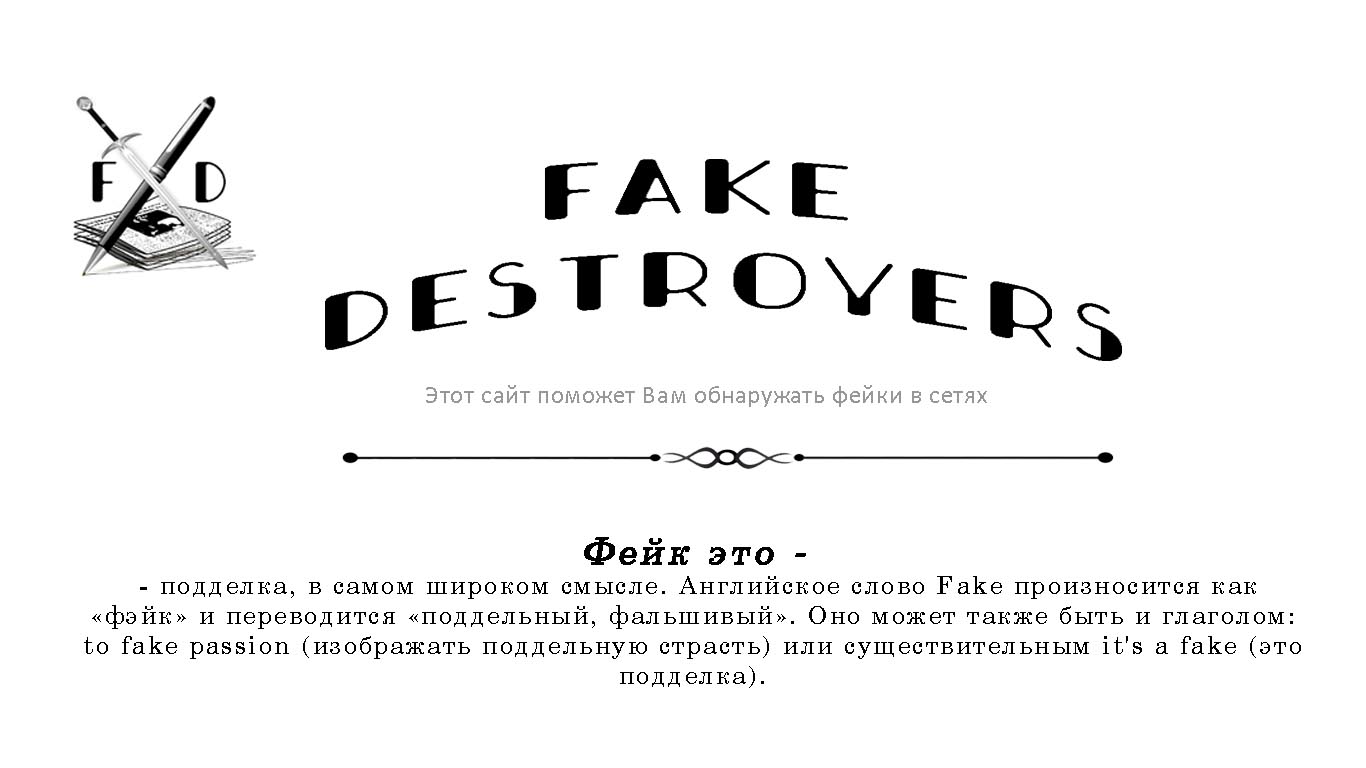 F D
FAKE
DESTROYERS
Этот сайт поможет Вам обнаружать фейки в сетях
Фейк это -
- подделка, в самом широком смысле. Английское слово Fake произносится как
«фэйк» и переводится «поддельный, фальшивый». Оно может также быть и глаголом:
to fake passion (изображать поддельную страсть) или существительным it's a fake (это
подделка).